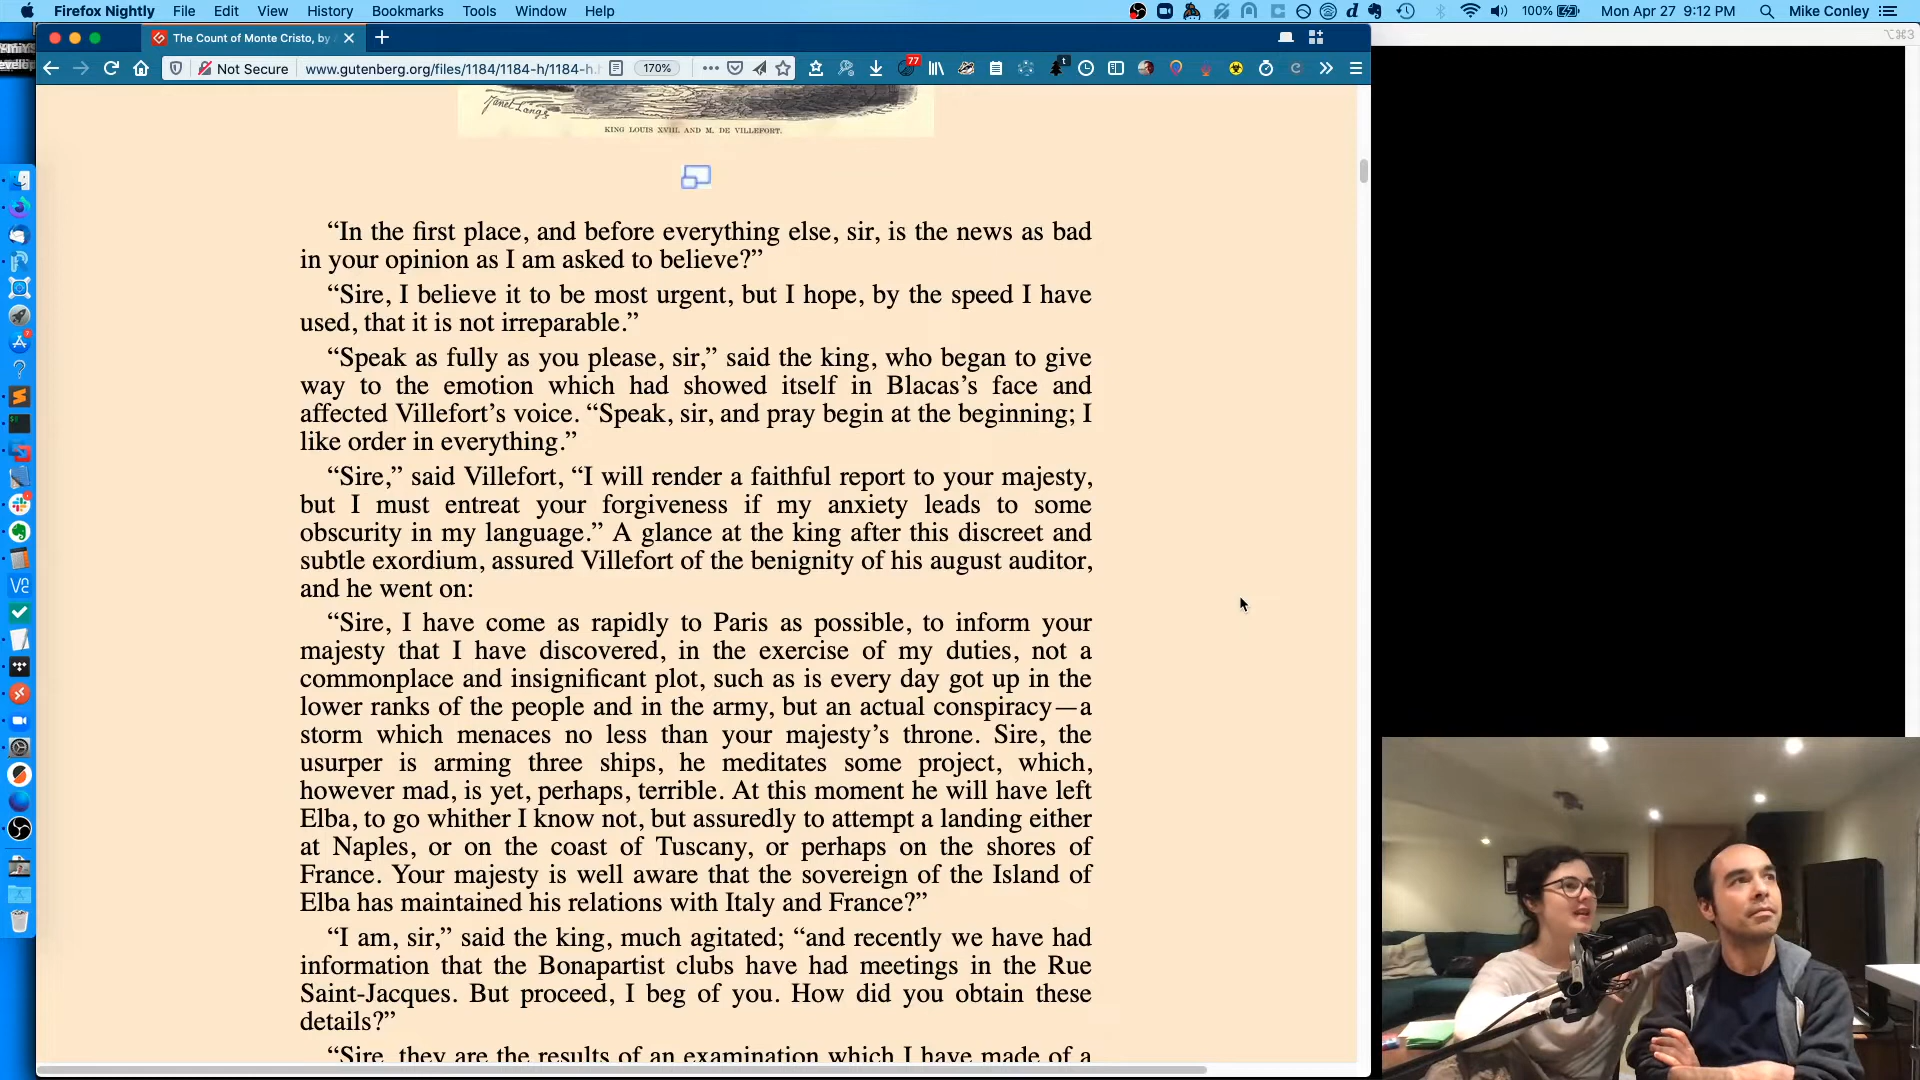 Firefox Nightly File Edit View History Bookmarks Tools Window Help 100% Mon Apr 27 9:12 PM Mike Conley
The Count of Monte Cristo, by
⌥⌘3
Not Secure www.gutenberg.org/files/1184/1184-h/1184-h. 170% 77
Janet Lange
KING LOUIS XVIII. AND M. DE VILLEFORT.
“In the first place, and before everything else, sir, is the news as bad
in your opinion as I am asked to believe?”
“Sire, I believe it to be most urgent, but I hope, by the speed I have
used, that it is not irreparable.”
“Speak as fully as you please, sir,” said the king, who began to give
way to the emotion which had showed itself in Blacas’s face and
affected Villefort’s voice. “Speak, sir, and pray begin at the beginning; I
like order in everything.”
“Sire,” said Villefort, “I will render a faithful report to your majesty,
but I must entreat your forgiveness if my anxiety leads to some
obscurity in my language.” A glance at the king after this discreet and
subtle exordium, assured Villefort of the benignity of his august auditor,
and he went on:
“Sire, I have come as rapidly to Paris as possible, to inform your
majesty that I have discovered, in the exercise of my duties, not a
commonplace and insignificant plot, such as is every day got up in the
lower ranks of the people and in the army, but an actual conspiracy—a
storm which menaces no less than your majesty’s throne. Sire, the
usurper is arming three ships, he meditates some project, which,
however mad, is yet, perhaps, terrible. At this moment he will have left
Elba, to go whither I know not, but assuredly to attempt a landing either
at Naples, or on the coast of Tuscany, or perhaps on the shores of
France. Your majesty is well aware that the sovereign of the Island of
Elba has maintained his relations with Italy and France?”
“I am, sir,” said the king, much agitated; “and recently we have had
information that the Bonapartist clubs have had meetings in the Rue
Saint-Jacques. But proceed, I beg of you. How did you obtain these
details?”
“Sire, they are the results of an examination which I have made of a